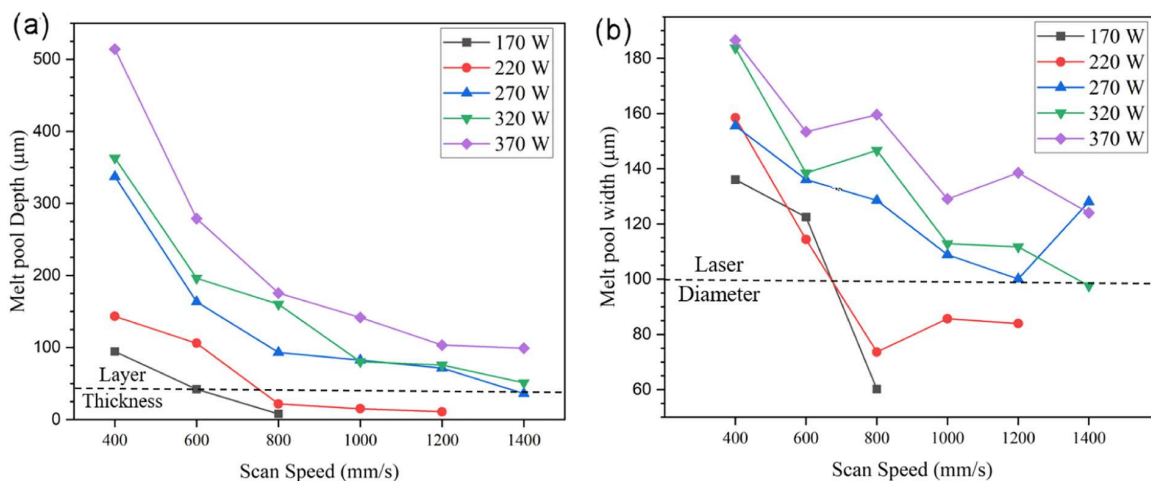 (a)
500
400
300
200
100
0
Melt pool Depth (μm)
170 W
220 W
270 W
320 W
370 W
Layer
Thickness
400 600 800 1000 1200 1400
Scan Speed (mm/s)
(b)
180
160
140
120
100
80
60
Melt pool width (μm)
170 W
220 W
270 W
320 W
370 W
Laser
Diameter
400 600 800 1000 1200 1400
Scan Speed (mm/s)